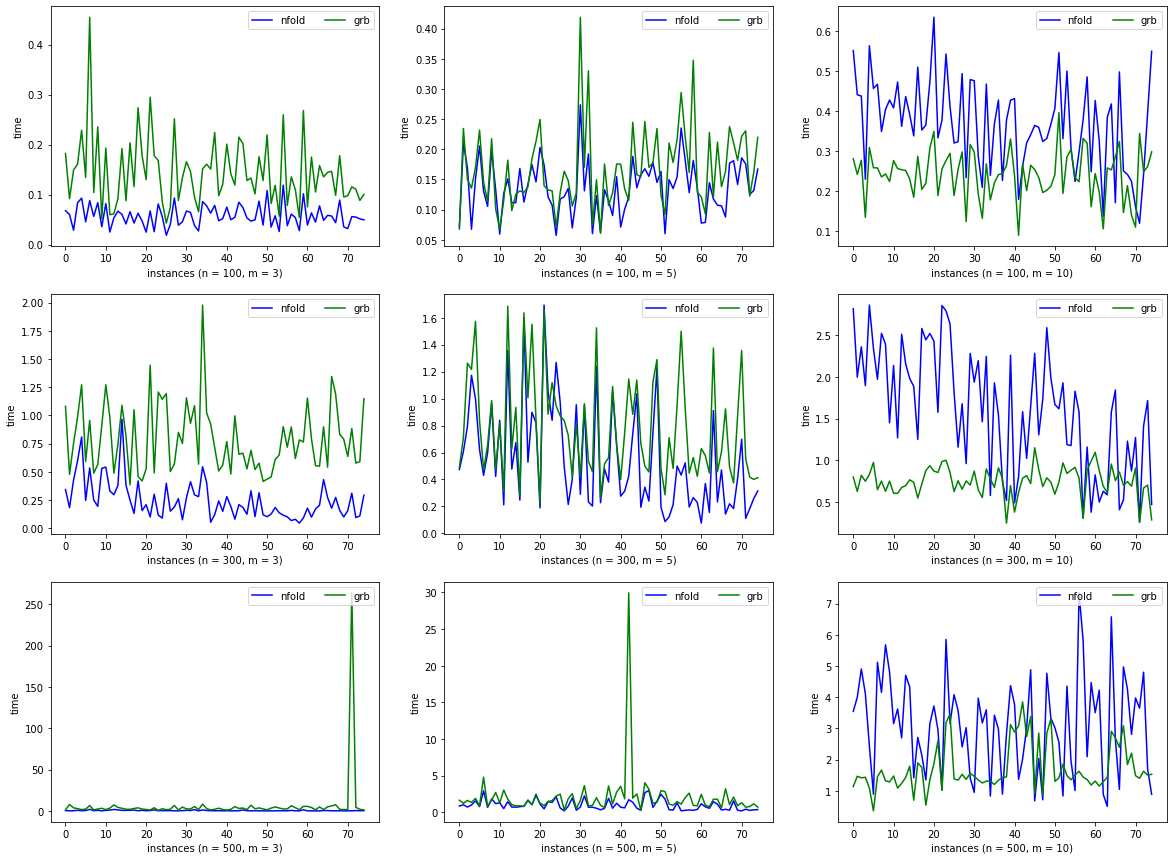 nfold grb
0.4
0.3
0.2
0.1
0.0
time
0 10 20 30 40 50 60 70
instances (n = 100, m = 3)
nfold grb
0.40
0.35
0.30
0.25
0.20
0.15
0.10
0.05
time
0 10 20 30 40 50 60 70
instances (n = 100, m = 5)
nfold grb
0.6
0.5
0.4
0.3
0.2
0.1
time
0 10 20 30 40 50 60 70
instances (n = 100, m = 10)
nfold grb
2.00
1.75
1.50
1.25
1.00
0.75
0.50
0.25
0.00
time
0 10 20 30 40 50 60 70
instances (n = 300, m = 3)
nfold grb
1.6
1.4
1.2
1.0
0.8
0.6
0.4
0.2
0.0
time
0 10 20 30 40 50 60 70
instances (n = 300, m = 5)
nfold grb
2.5
2.0
1.5
1.0
0.5
time
0 10 20 30 40 50 60 70
instances (n = 300, m = 10)
nfold grb
250
200
150
100
50
0
time
0 10 20 30 40 50 60 70
instances (n = 500, m = 3)
nfold grb
30
25
20
15
10
5
0
time
0 10 20 30 40 50 60 70
instances (n = 500, m = 5)
nfold grb
7
6
5
4
3
2
1
time
0 10 20 30 40 50 60 70
instances (n = 500, m = 10)